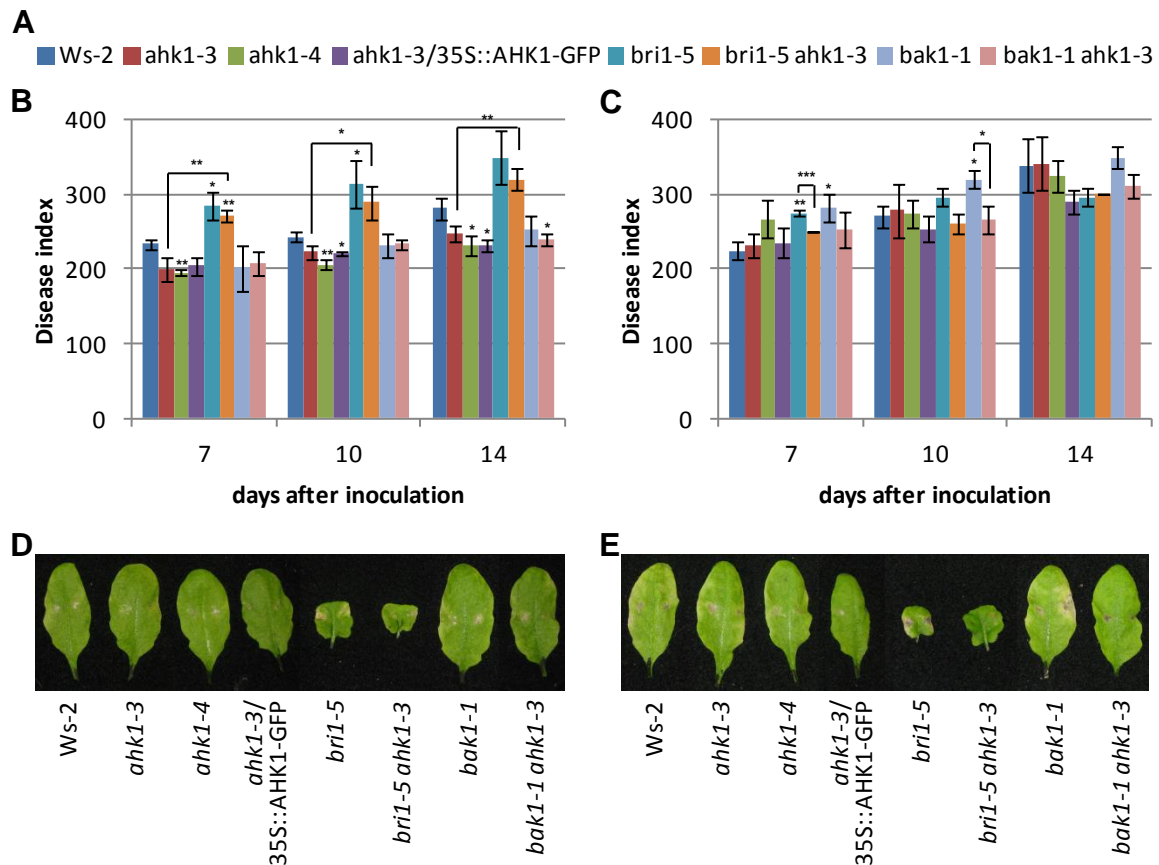 A
Ws-2 ahk1-3 ahk1-4 ahk1-3/35S::AHK1-GFP bri1-5 bri1-5 ahk1-3 bak1-1 bak1-1 ahk1-3
B
Disease index
400
300
200
100
0
** * ** ** * * ** * ** * * *
7 10 14
days after inoculation
C
Disease index
400
300
200
100
0
*** ** * * *
7 10 14
days after inoculation
D
Ws-2
ahk1-3
ahk1-4
ahk1-3/
35S::AHK1-GFP
bri1-5
bri1-5 ahk1-3
bak1-1
bak1-1 ahk1-3
E
Ws-2
ahk1-3
ahk1-4
ahk1-3/
35S::AHK1-GFP
bri1-5
bri1-5 ahk1-3
bak1-1
bak1-1 ahk1-3